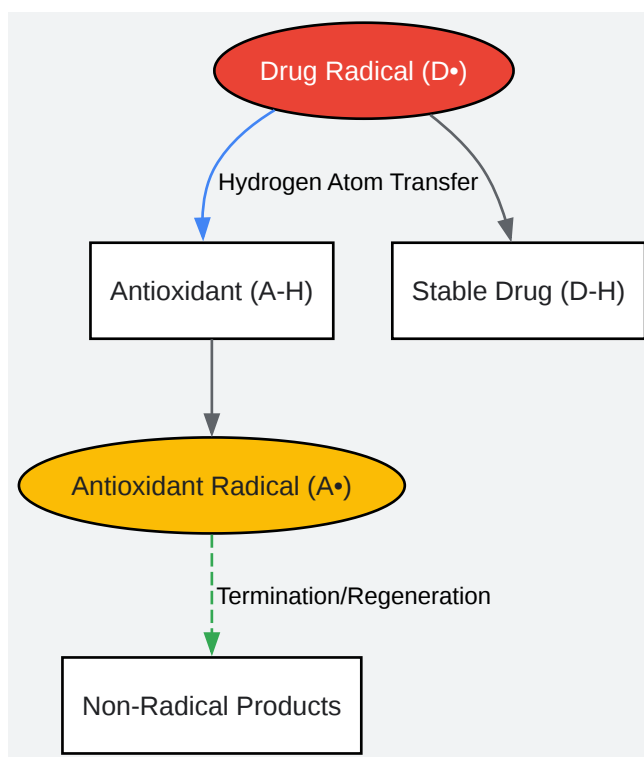 Drug Radical (D•)
Hydrogen Atom Transfer
Antioxidant (A-H)
Stable Drug (D-H)
Antioxidant Radical (A•)
Termination/Regeneration
Non-Radical Products